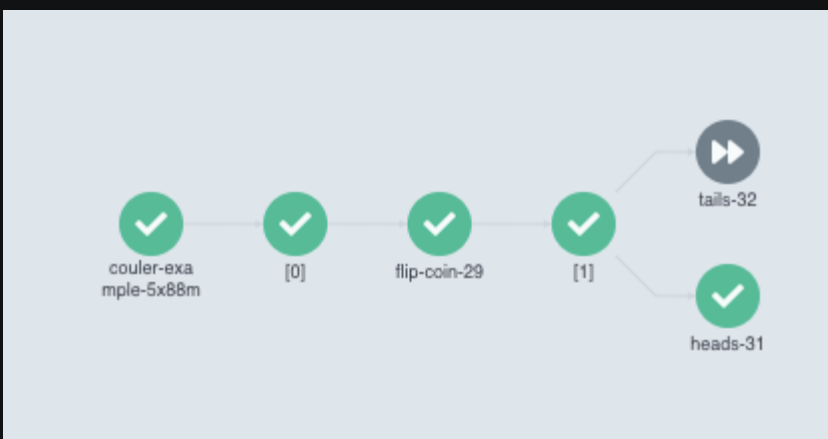 couler-exa
mple-5x88m
[0]
flip-coin-29
[1]
tails-32
heads-31